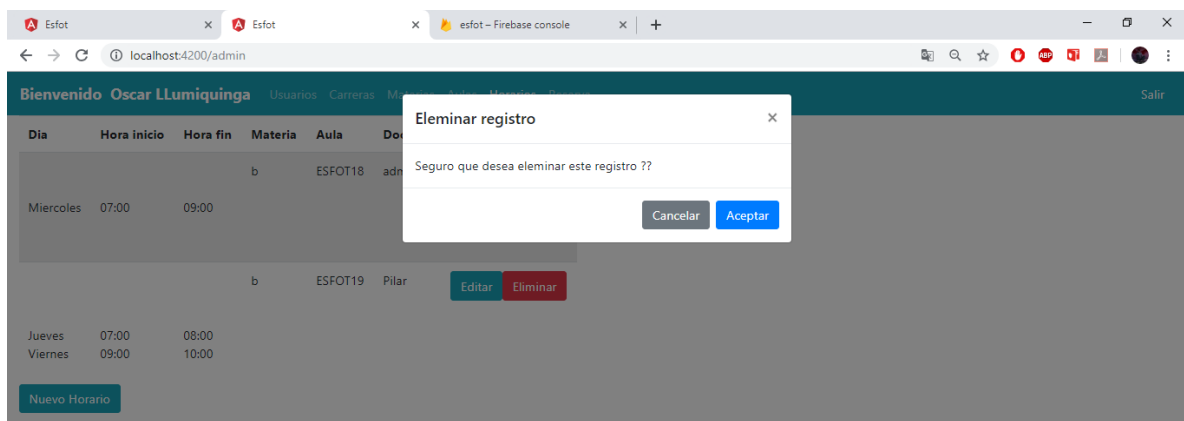 Esfot
Esfot
esfot – Firebase console
localhost:4200/admin
ABP
Bienvenido Oscar LLumiquinga Usuarios Carreras Salir
Eleminar registro
Seguro que desea eleminar este registro ??
Cancelar Aceptar
Dia Hora inicio Hora fin Materia Aula
b ESFOT18
Miercoles 07:00 09:00
b ESFOT19 Pilar Editar Eliminar
Jueves 07:00 08:00
Viernes 09:00 10:00
Nuevo Horario